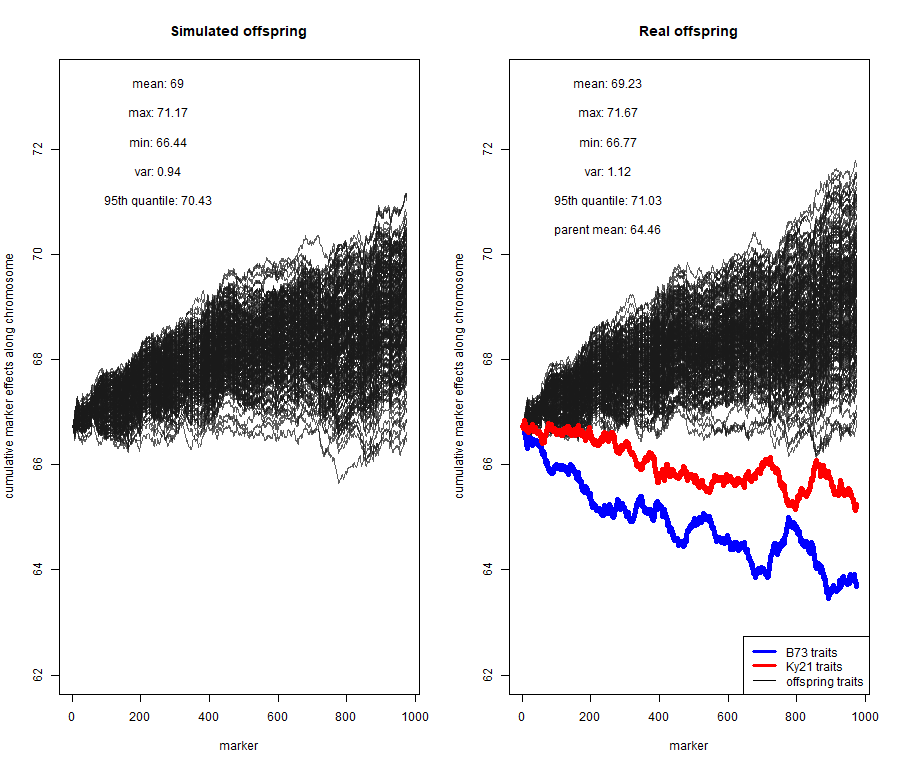 Simulated offspring
mean: 69
max: 71.17
min: 66.44
var: 0.94
95th quantile: 70.43
cumulative marker effects along chromosome
72
70
68
66
64
62
0 200 400 600 800 1000
marker
Real offspring
mean: 69.23
max: 71.67
min: 66.77
var: 1.12
95th quantile: 71.03
parent mean: 64.46
cumulative marker effects along chromosome
72
70
68
66
64
62
B73 traits
Ky21 traits
offspring traits
0 200 400 600 800 1000
marker